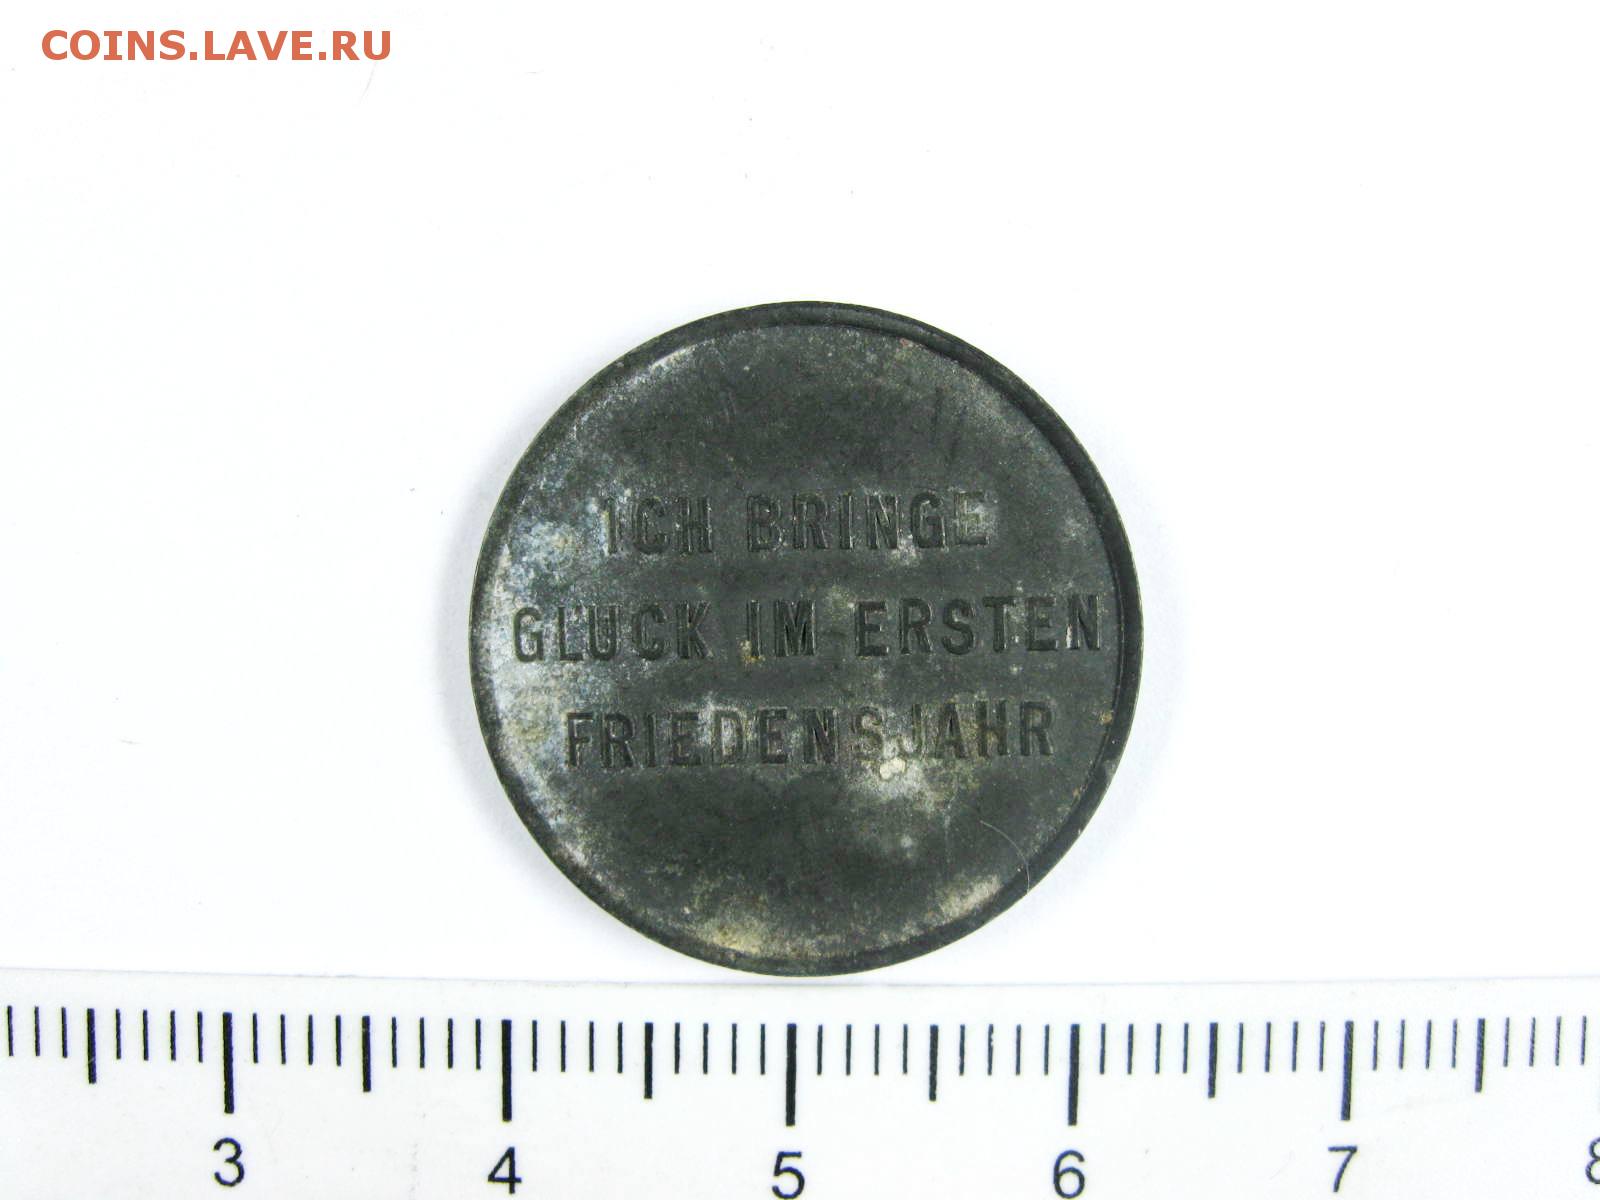 COINS.LAVE.RU
ICH BRINGE
GLUCK IM ERSTEN
FRIEDENSJAHR
3 4 5 6 7 8